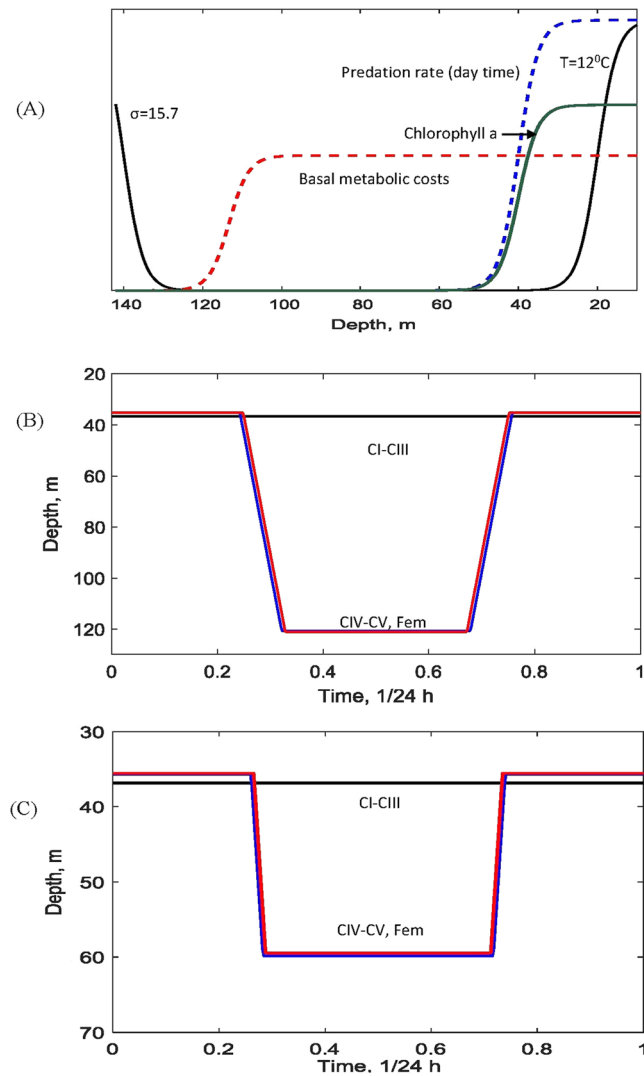 (A)
σ=15.7
Predation rate (day time)
T=12⁰C
Chlorophyll a
Basal metabolic costs
140 120 100 80 60 40 20
Depth, m
(B)
Depth, m
20
40
60
80
100
120
CI-CIII
CIV-CV, Fem
0 0.2 0.4 0.6 0.8 1
Time, 1/24 h
(C)
Depth, m
30
40
50
60
70
CI-CIII
CIV-CV, Fem
0 0.2 0.4 0.6 0.8 1
Time, 1/24 h